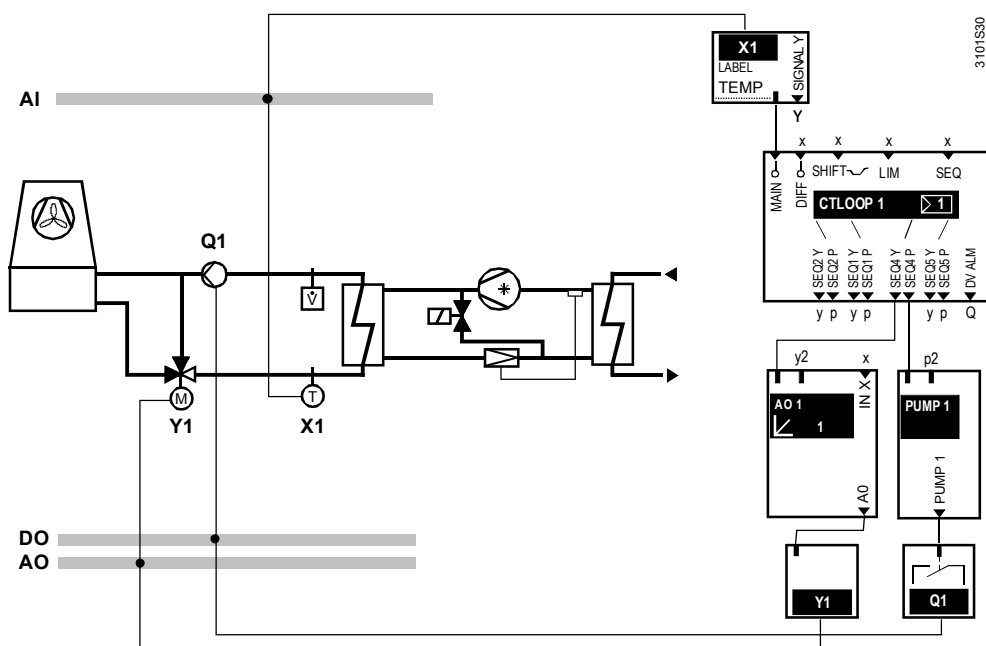 3101S30
X1
LABEL
TEMP
SIGNAL Y
Y
AI
x x x x
MAIN
DIFF
SHIFT
LIM
SEQ
CTLOOP 1
1
SEQ2 Y
SEQ2 P
SEQ1 Y
SEQ1 P
SEQ4 Y
SEQ4 P
SEQ5 Y
SEQ5 P
DV ALM
y p y p y p Q
Q1
V̇
M
T
Y1
X1
y2
x
p2
IN X
AO 1
1
A0
PUMP 1
PUMP 1
DO
AO
Y1
Q1